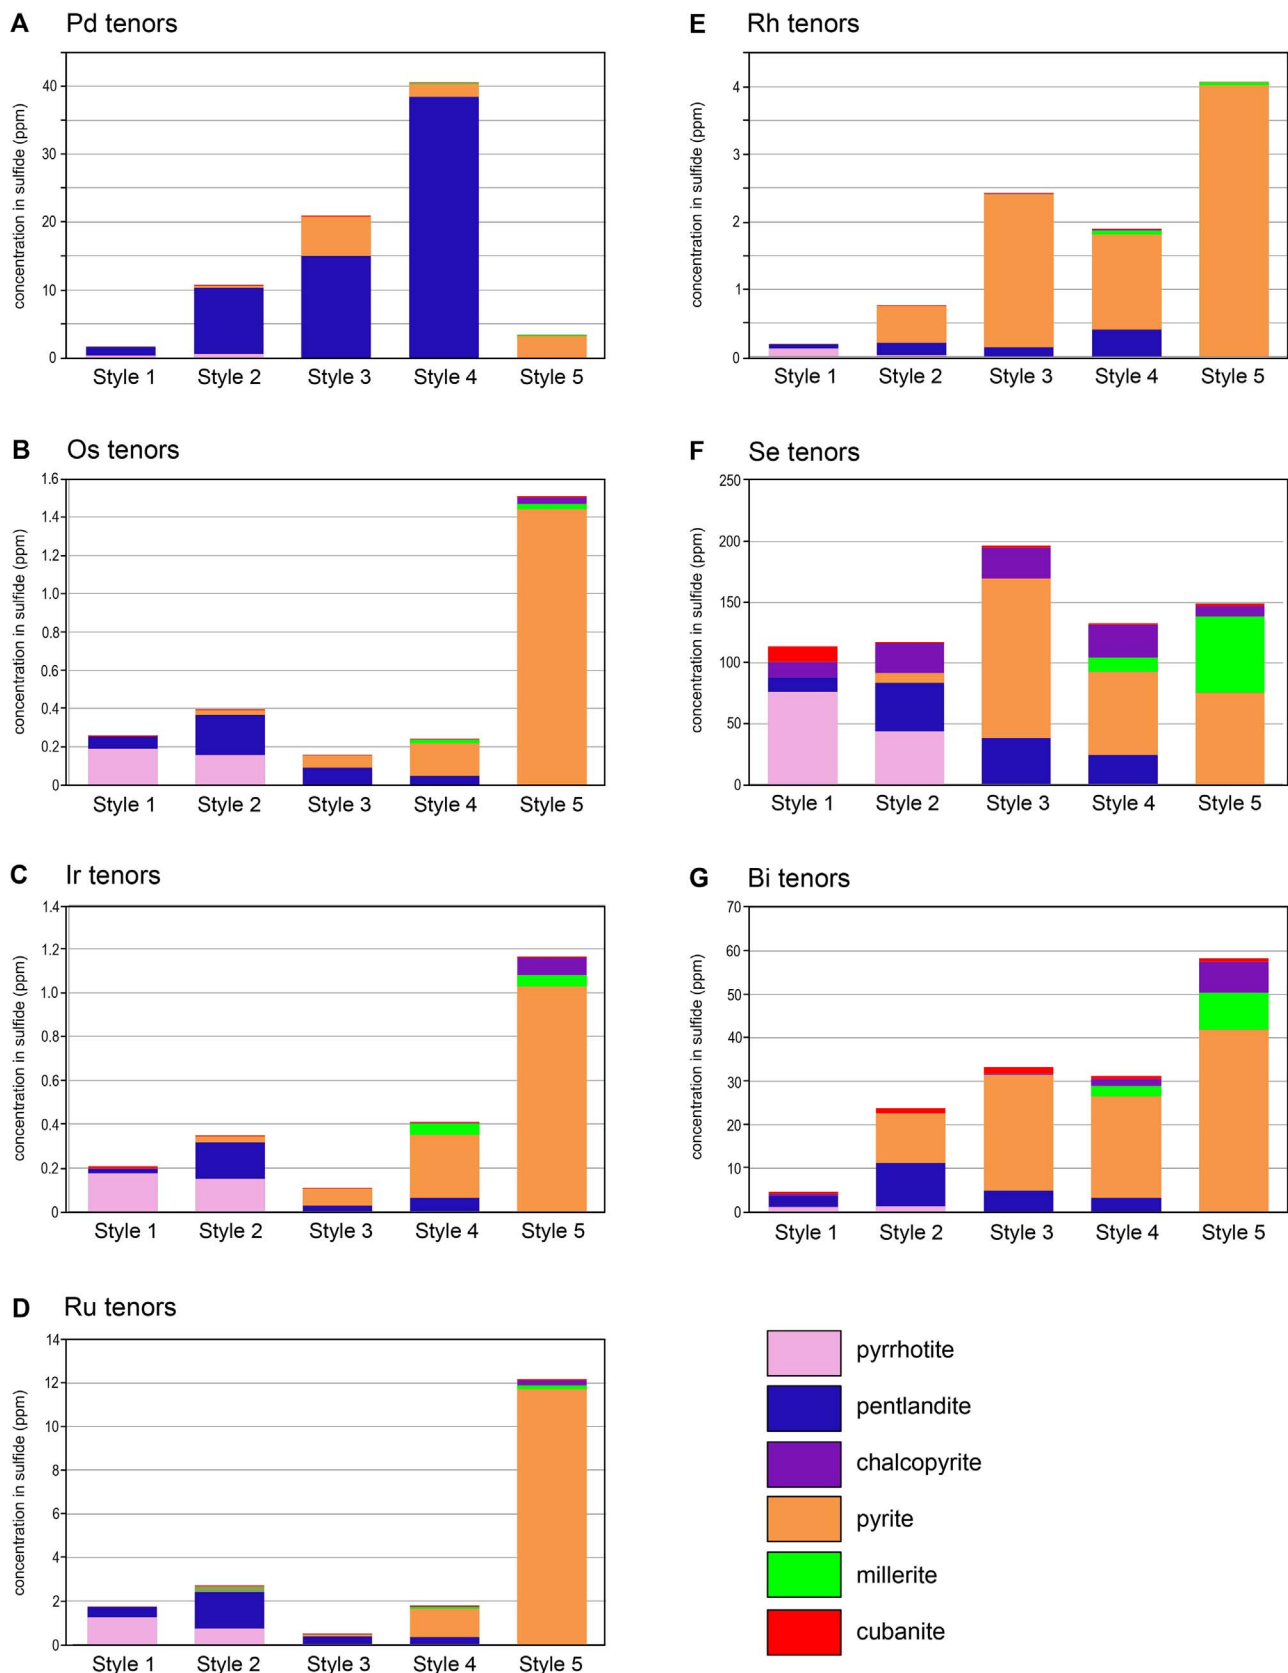 A Pd tenors
concentration in sulfide (ppm)
40
30
20
10
0
Style 1 Style 2 Style 3 Style 4 Style 5
B Os tenors
concentration in sulfide (ppm)
1.6
1.4
1.2
1.0
0.8
0.6
0.4
0.2
0
Style 1 Style 2 Style 3 Style 4 Style 5
C Ir tenors
concentration in sulfide (ppm)
1.4
1.2
1.0
0.8
0.6
0.4
0.2
0
Style 1 Style 2 Style 3 Style 4 Style 5
D Ru tenors
concentration in sulfide (ppm)
14
12
10
8
6
4
2
0
Style 1 Style 2 Style 3 Style 4 Style 5
E Rh tenors
concentration in sulfide (ppm)
4
3
2
1
0
Style 1 Style 2 Style 3 Style 4 Style 5
F Se tenors
concentration in sulfide (ppm)
250
200
150
100
50
0
Style 1 Style 2 Style 3 Style 4 Style 5
G Bi tenors
concentration in sulfide (ppm)
70
60
50
40
30
20
10
0
Style 1 Style 2 Style 3 Style 4 Style 5
pyrrhotite
pentlandite
chalcopyrite
pyrite
millerite
cubanite